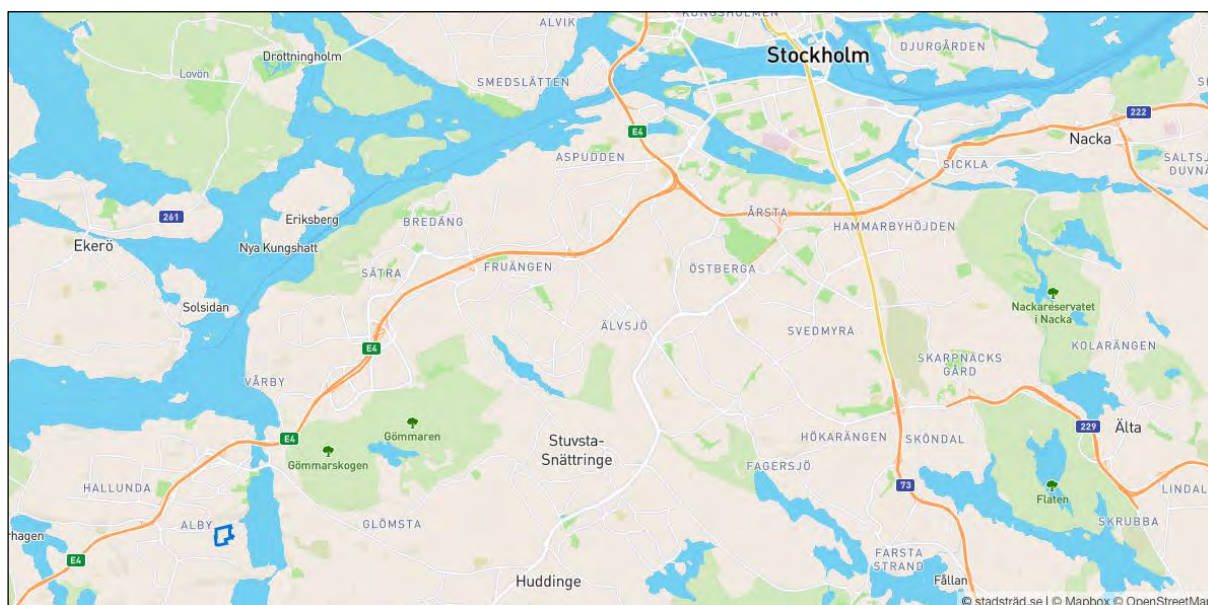 KUNGSHOLMEN
ALVIK
Stockholm
DJURGÅRDEN
Drottningholm
Lovön
SMEDSLÄTTEN
222
E4
Nacka
ASPUDDEN
SICKLA
SALTSJ
DUVNÄ
261
Eriksberg
BREDÄNG
ÅRSTA
HAMMARBYHÖJDEN
Ekerö
Nya Kungshatt
SÄTRA
FRUÄNGEN
ÖSTBERGA
Solsidan
Nackareservatet
i Nacka
ÄLVSJÖ
SVEDMYRA
KOLARÄNGEN
E4
SKARPNÄCKS
GÅRD
VÅRBY
Gömmaren
E4
Gömmarskogen
Stuvsta-
Snättringe
HÖKARÄNGEN
SKÖNDAL
229
Älta
FAGERSJÖ
HALLUNDA
73
Flaten
LINDAL
ALBY
GLÖMSTA
SKRUBBA
rhagen
E4
Huddinge
FARSTA
STRAND
Fållan
© stadsträd.se | © Mapbox © OpenStreetMap